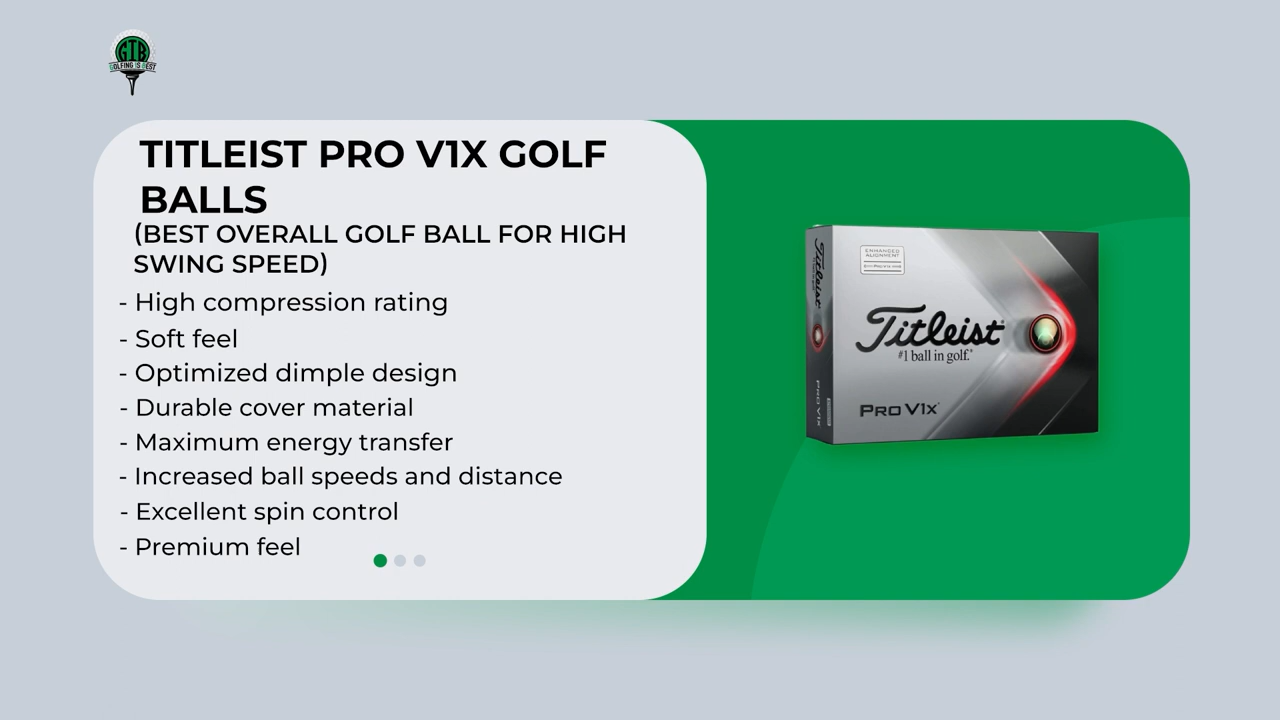 GIB
GOLFING IS BEST
TITLEIST PRO V1X GOLF
BALLS
(BEST OVERALL GOLF BALL FOR HIGH
SWING SPEED)
- High compression rating
- Soft feel
- Optimized dimple design
- Durable cover material
- Maximum energy transfer
- Increased ball speeds and distance
- Excellent spin control
- Premium feel
Titleist
PRO V1x
ENHANCED
ALIGNMENT
Titleist
#1 ball in golf.
PRO V1x